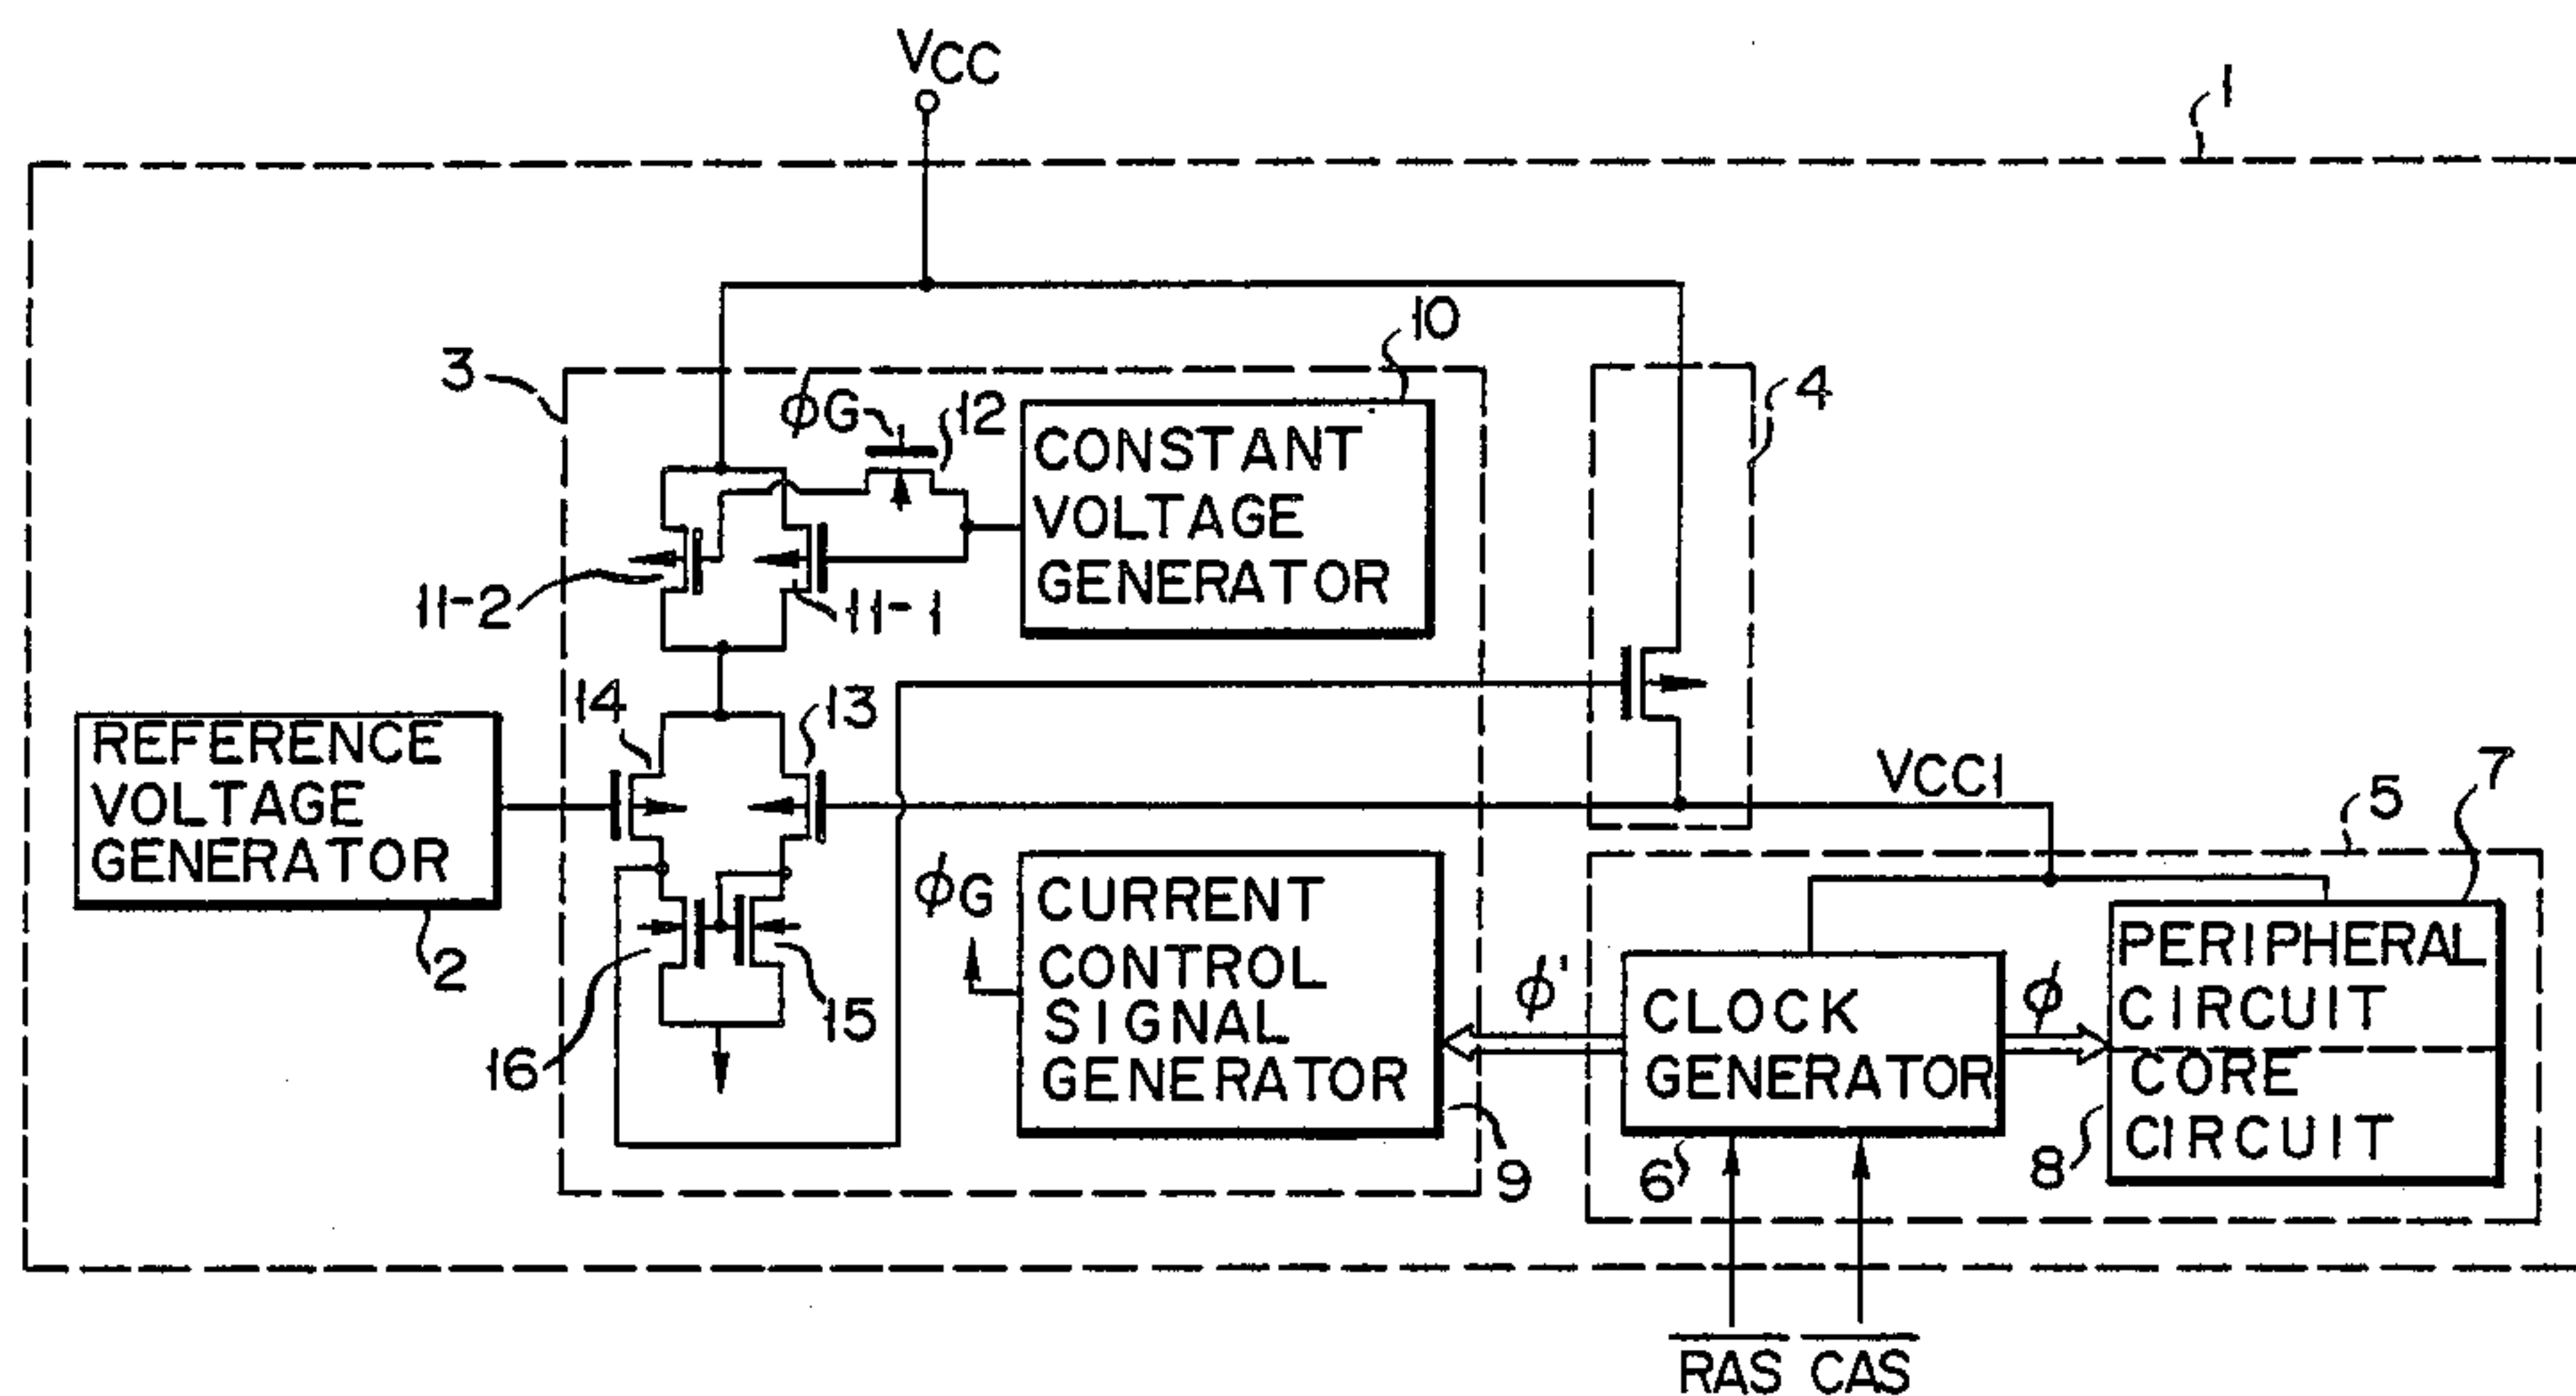 VCC
1
3
ϕG
12
10
CONSTANT
VOLTAGE
GENERATOR
4
11-2
11-1
14
13
REFERENCE
VOLTAGE
GENERATOR
2
VCC1
5
7
ϕG
CURRENT
CONTROL
SIGNAL
GENERATOR
9
ϕ'
CLOCK
GENERATOR
6
ϕ
PERIPHERAL
CIRCUIT
CORE
CIRCUIT
8
16
15
R̅A̅S̅ C̅A̅S̅